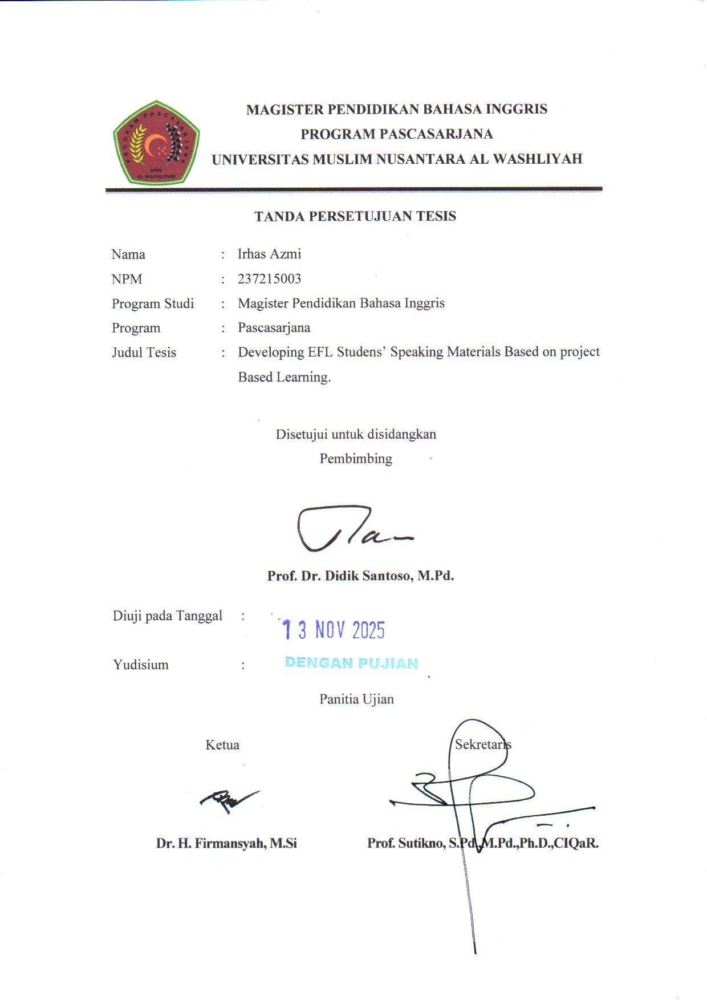 PROGRAM PASCASARJANA
UMN
AL WASHLIYAH
MAGISTER PENDIDIKAN BAHASA INGGRIS
PROGRAM PASCASARJANA
UNIVERSITAS MUSLIM NUSANTARA AL WASHLIYAH
TANDA PERSETUJUAN TESIS
Nama : Irhas Azmi
NPM : 237215003
Program Studi : Magister Pendidikan Bahasa Inggris
Program : Pascasarjana
Judul Tesis : Developing EFL Studens’ Speaking Materials Based on project
Based Learning.
Disetujui untuk disidangkan
Pembimbing
Prof. Dr. Didik Santoso, M.Pd.
Diuji pada Tanggal : 13 NOV 2025
Yudisium : DENGAN PUJIAN
Panitia Ujian
Ketua Sekretaris
Dr. H. Firmansyah, M.Si Prof. Sutikno, S.Pd.,M.Pd.,Ph.D.,CIQaR.